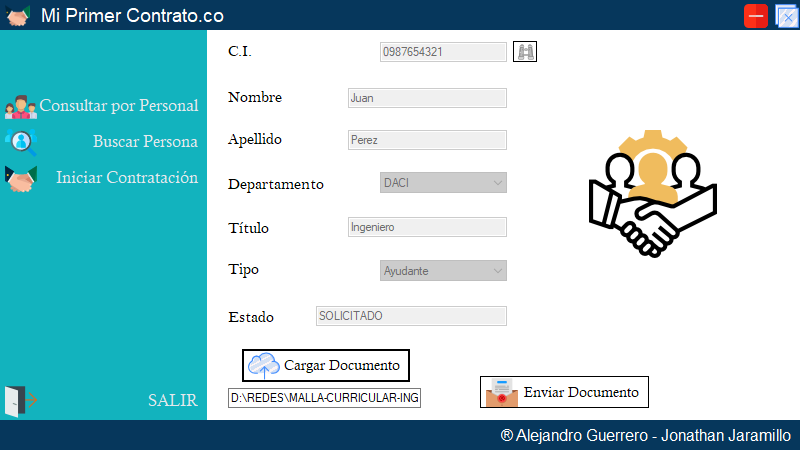 Mi Primer Contrato.co
C.I.
0987654321
Consultar por Personal
Buscar Persona
Iniciar Contratación
SALIR
Nombre
Juan
Apellido
Perez
Departamento
DACI
Título
Ingeniero
Tipo
Ayudante
Estado
SOLICITADO
Cargar Documento
D:\REDES\MALLA-CURRICULAR-ING
Enviar Documento
® Alejandro Guerrero - Jonathan Jaramillo